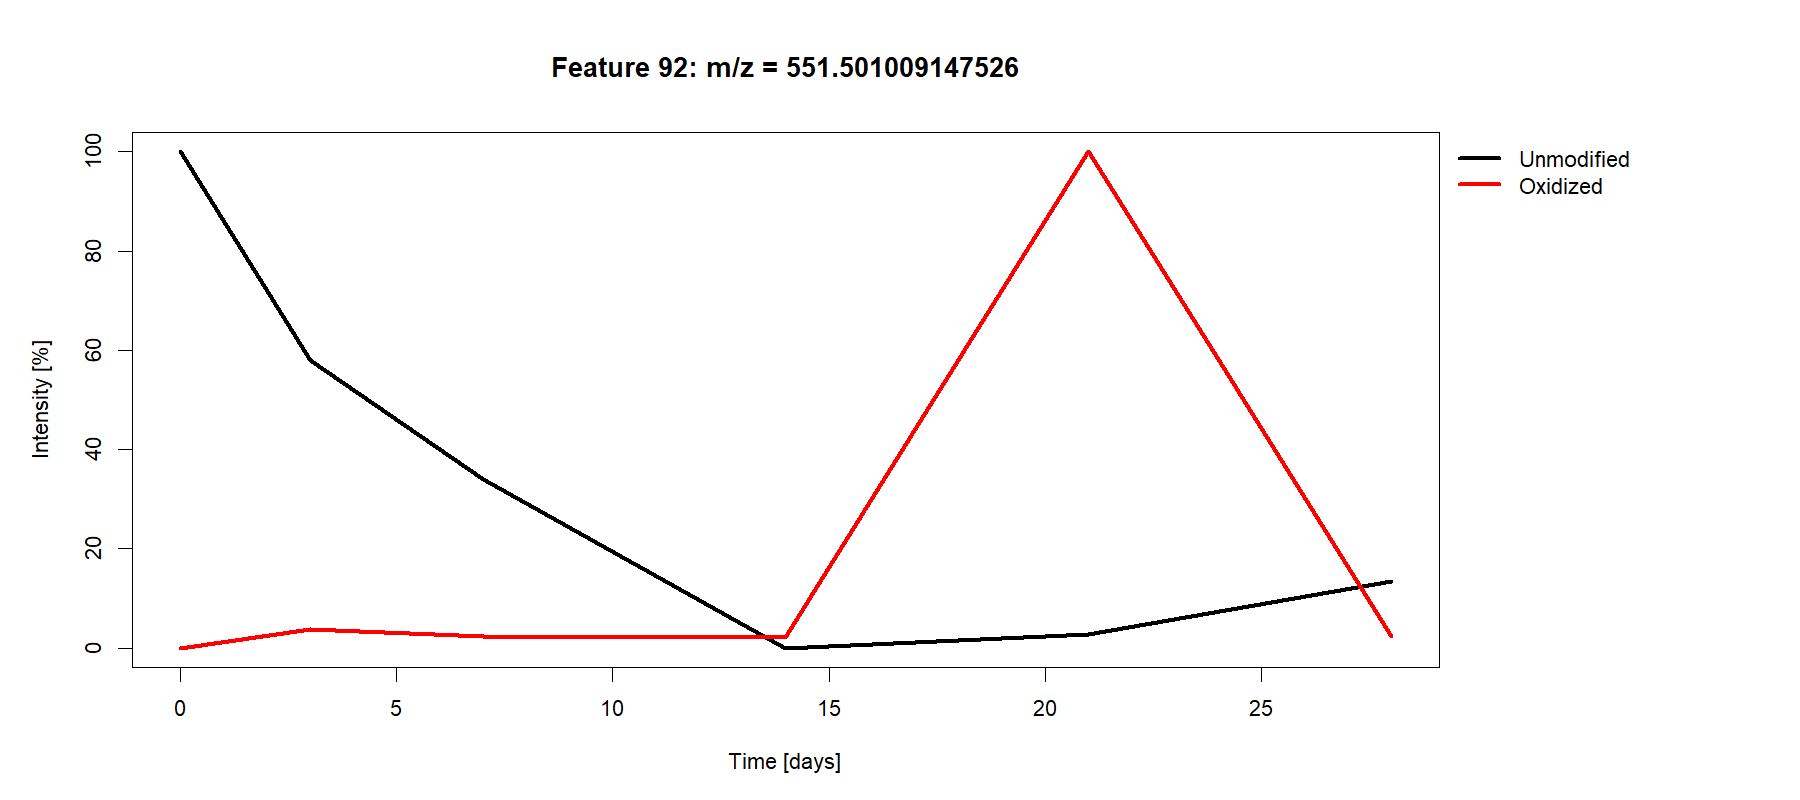 Feature 92: m/z = 551.501009147526
Unmodified
Oxidized
100
80
60
40
20
0
Intensity [%]
0 5 10 15 20 25
Time [days]